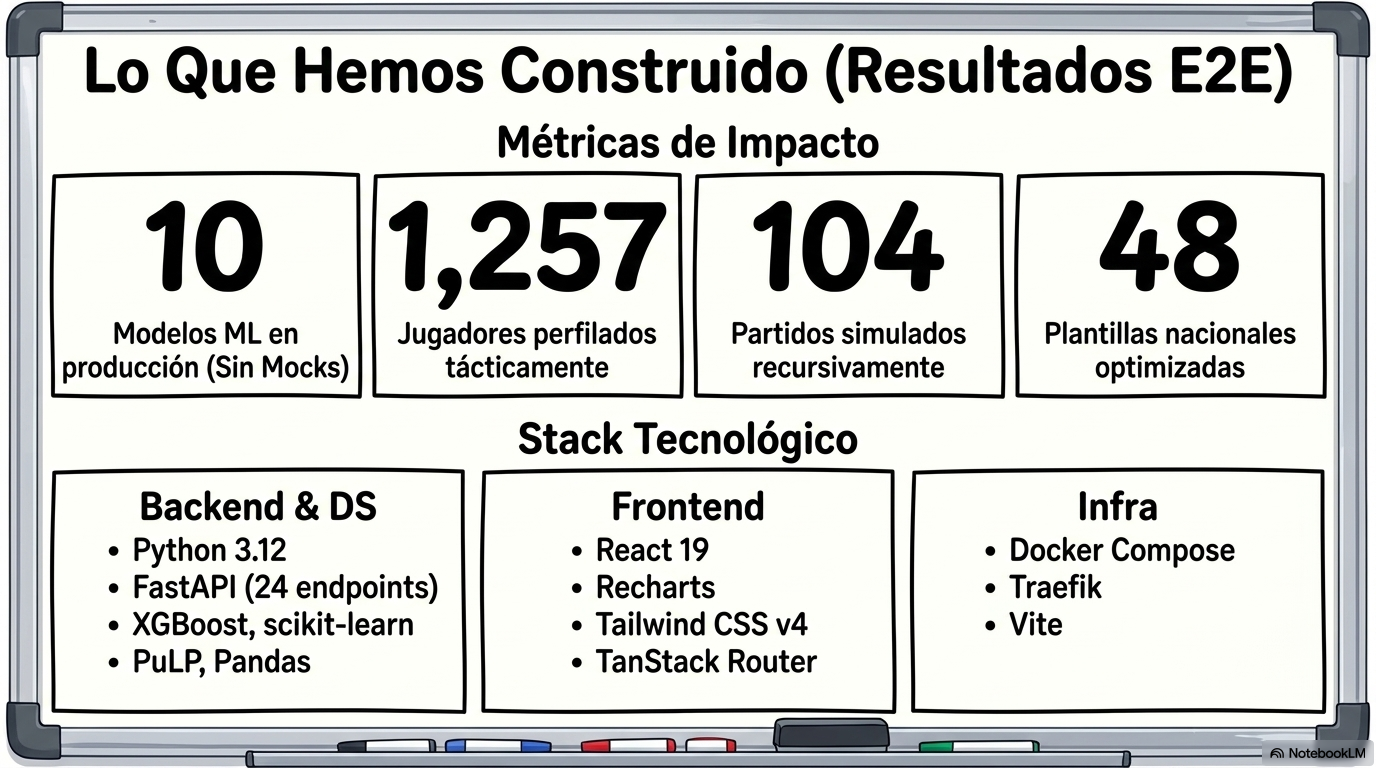 Lo Que Hemos Construido (Resultados E2E)
Métricas de Impacto
10
Modelos ML en
producción (Sin Mocks)
1,257
Jugadores perfilados
tácticamente
104
Partidos simulados
recursivamente
48
Plantillas nacionales
optimizadas
Stack Tecnológico
Backend & DS
• Python 3.12
• FastAPI (24 endpoints)
• XGBoost, scikit-learn
• PuLP, Pandas
Frontend
• React 19
• Recharts
• Tailwind CSS v4
• TanStack Router
Infra
• Docker Compose
• Traefik
• Vite
NotebookLM